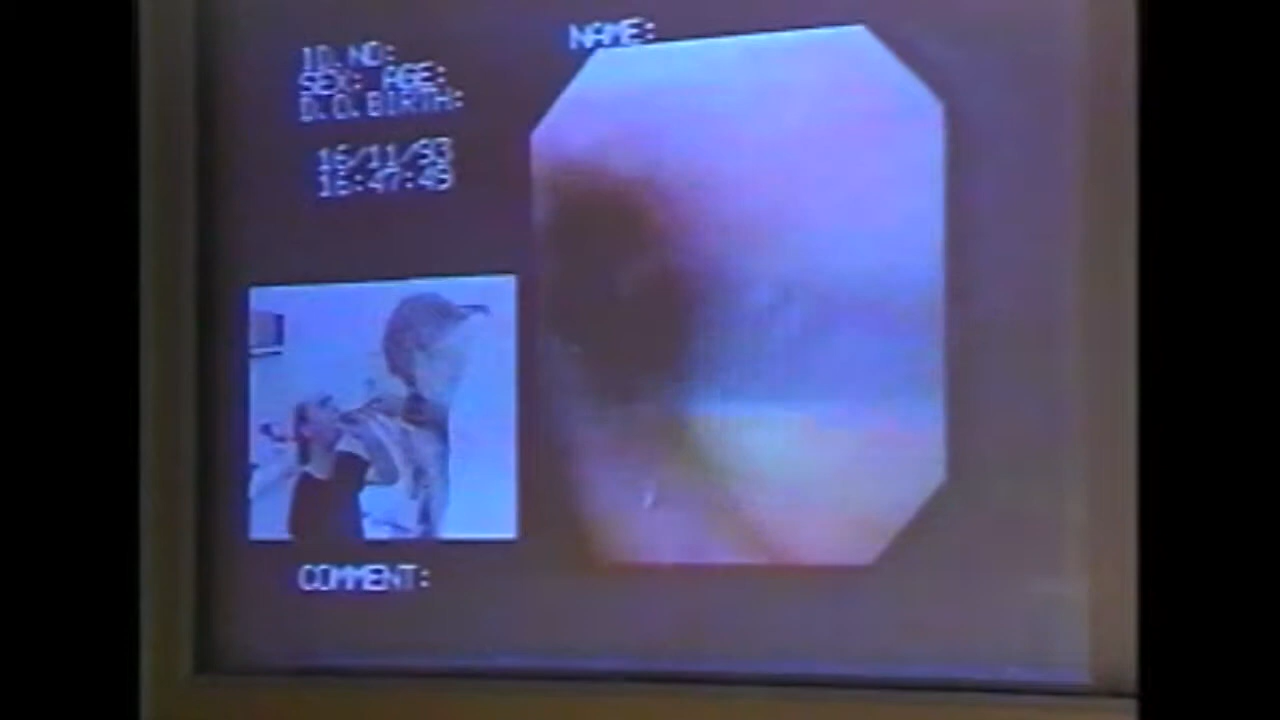 NAME:
ID. NO:
SEX: AGE:
D. O. BIRTH:
16/11/93
16:47:49
COMMENT: